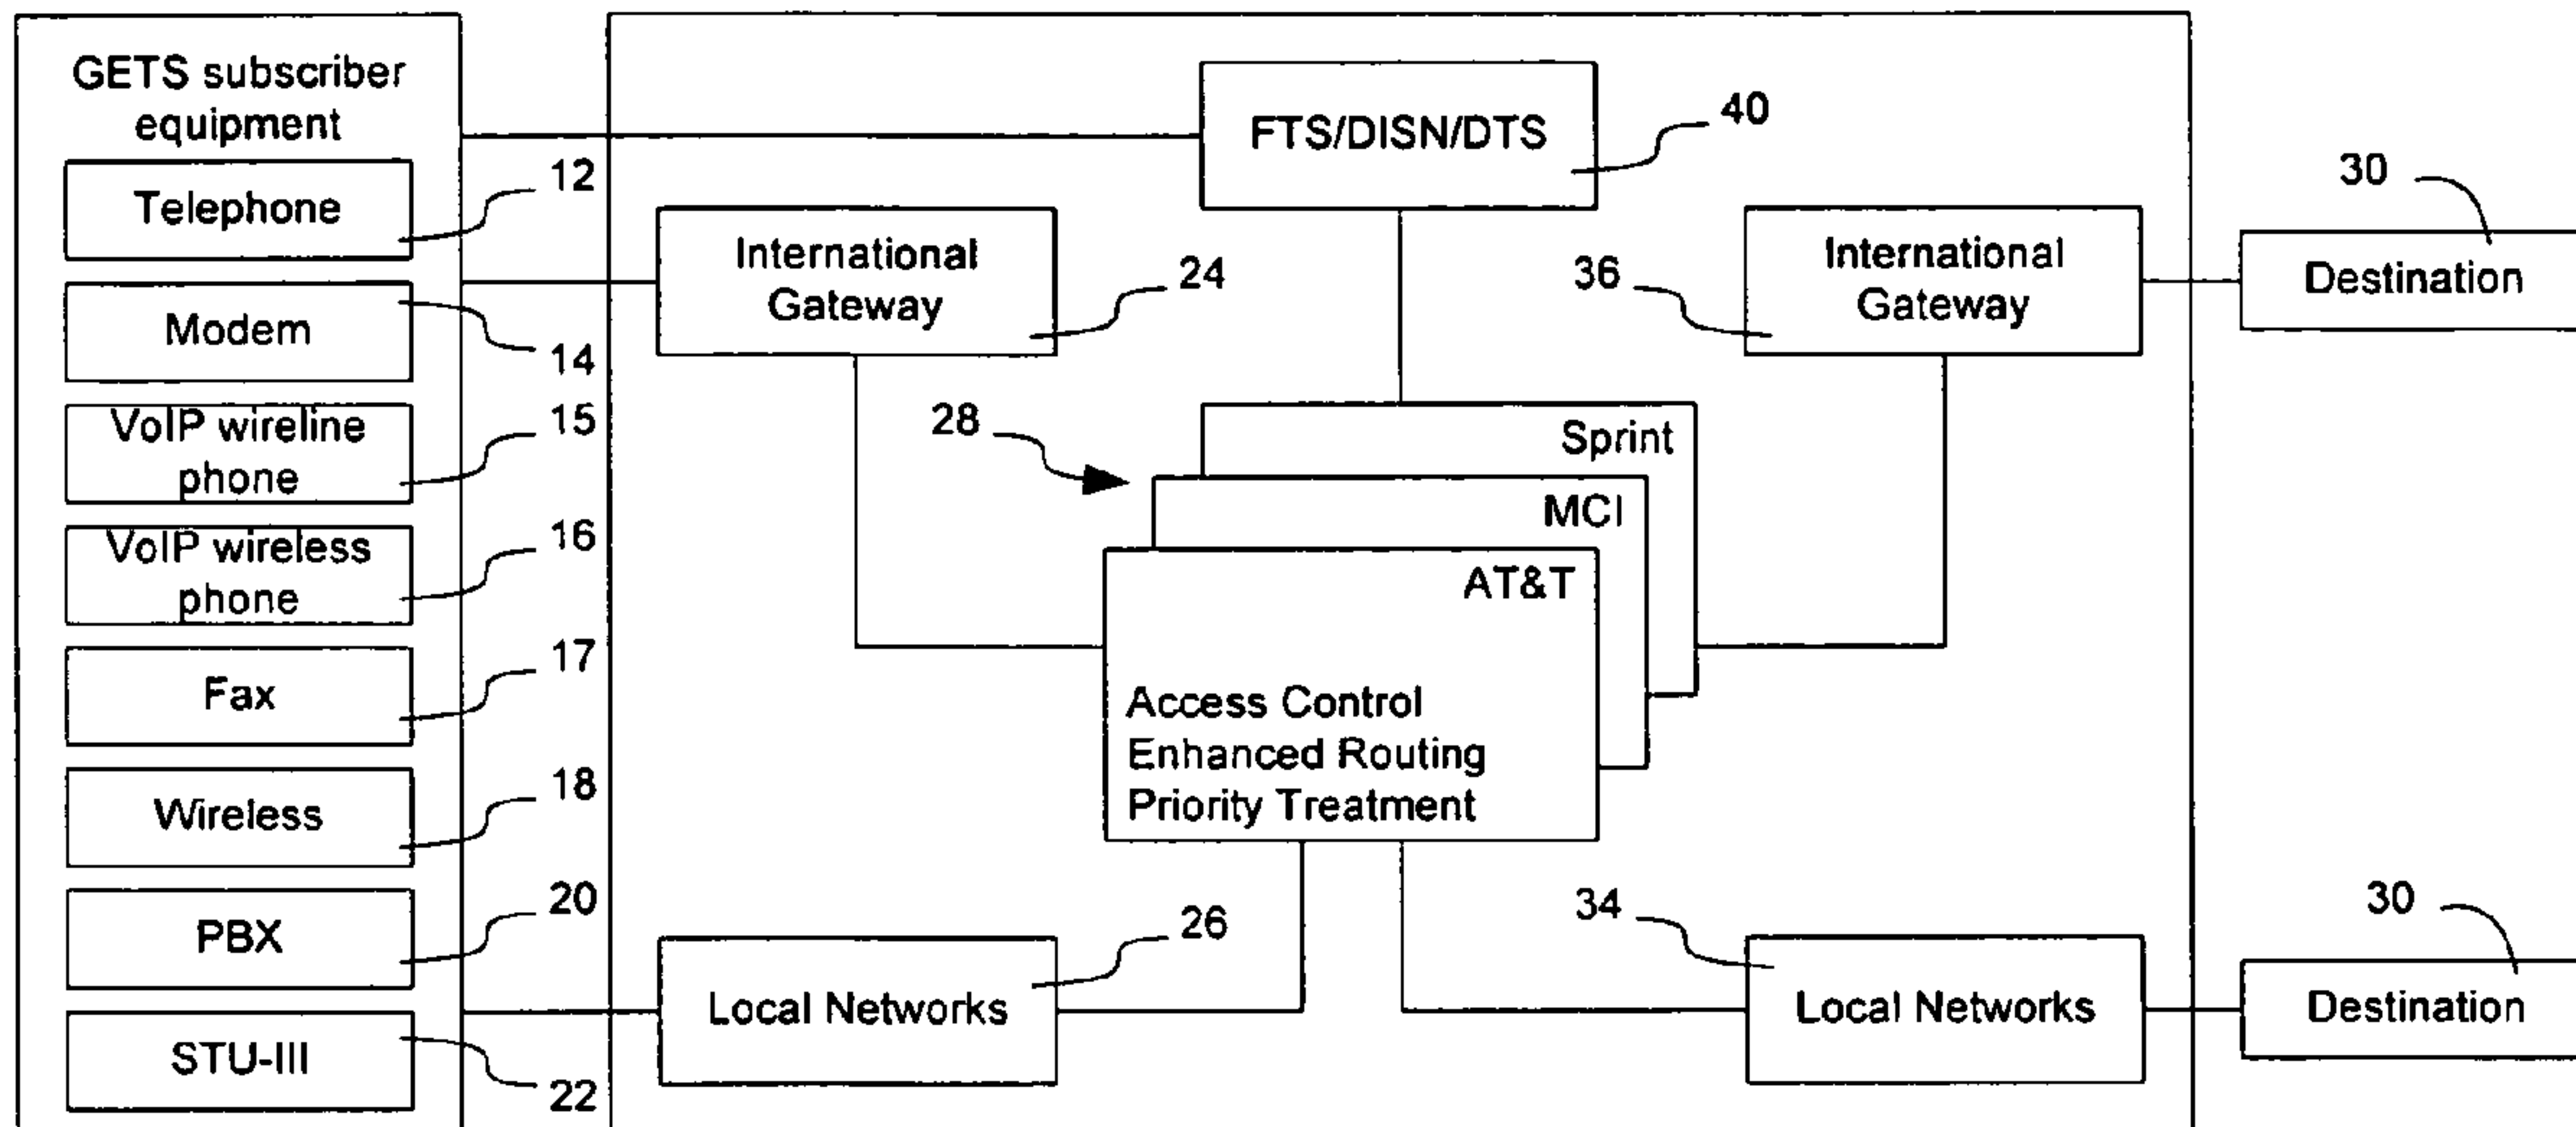 GETS subscriber
equipment
Telephone
12
Modem
14
VoIP wireline
phone
15
VoIP wireless
phone
16
Fax
17
Wireless
18
PBX
20
STU-III
22
FTS/DISN/DTS
40
International
Gateway
24
International
Gateway
36
Destination
30
28
Sprint
MCI
AT&T
Access Control
Enhanced Routing
Priority Treatment
Local Networks
26
Local Networks
34
Destination
30